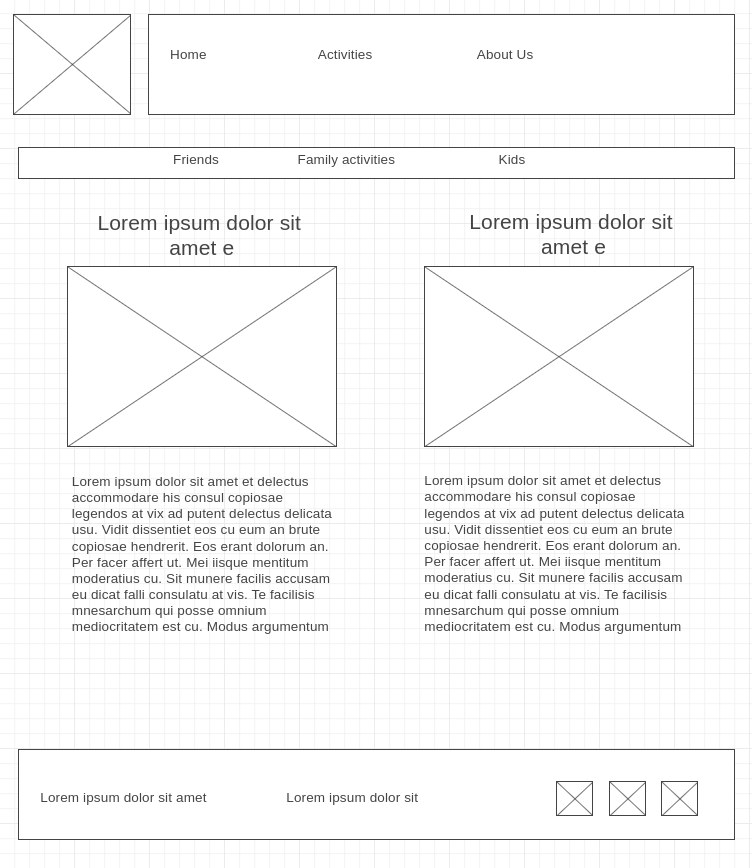 Home Activities About Us
Friends Family activities Kids
Lorem ipsum dolor sit
amet e
Lorem ipsum dolor sit
amet e
Lorem ipsum dolor sit amet et delectus
accommodare his consul copiosae
legendos at vix ad putent delectus delicata
usu. Vidit dissentiet eos cu eum an brute
copiosae hendrerit. Eos erant dolorum an.
Per facer affert ut. Mei iisque mentitum
moderatius cu. Sit munere facilis accusam
eu dicat falli consulatu at vis. Te facilisis
mnesarchum qui posse omnium
mediocritatem est cu. Modus argumentum
Lorem ipsum dolor sit amet et delectus
accommodare his consul copiosae
legendos at vix ad putent delectus delicata
usu. Vidit dissentiet eos cu eum an brute
copiosae hendrerit. Eos erant dolorum an.
Per facer affert ut. Mei iisque mentitum
moderatius cu. Sit munere facilis accusam
eu dicat falli consulatu at vis. Te facilisis
mnesarchum qui posse omnium
mediocritatem est cu. Modus argumentum
Lorem ipsum dolor sit amet Lorem ipsum dolor sit